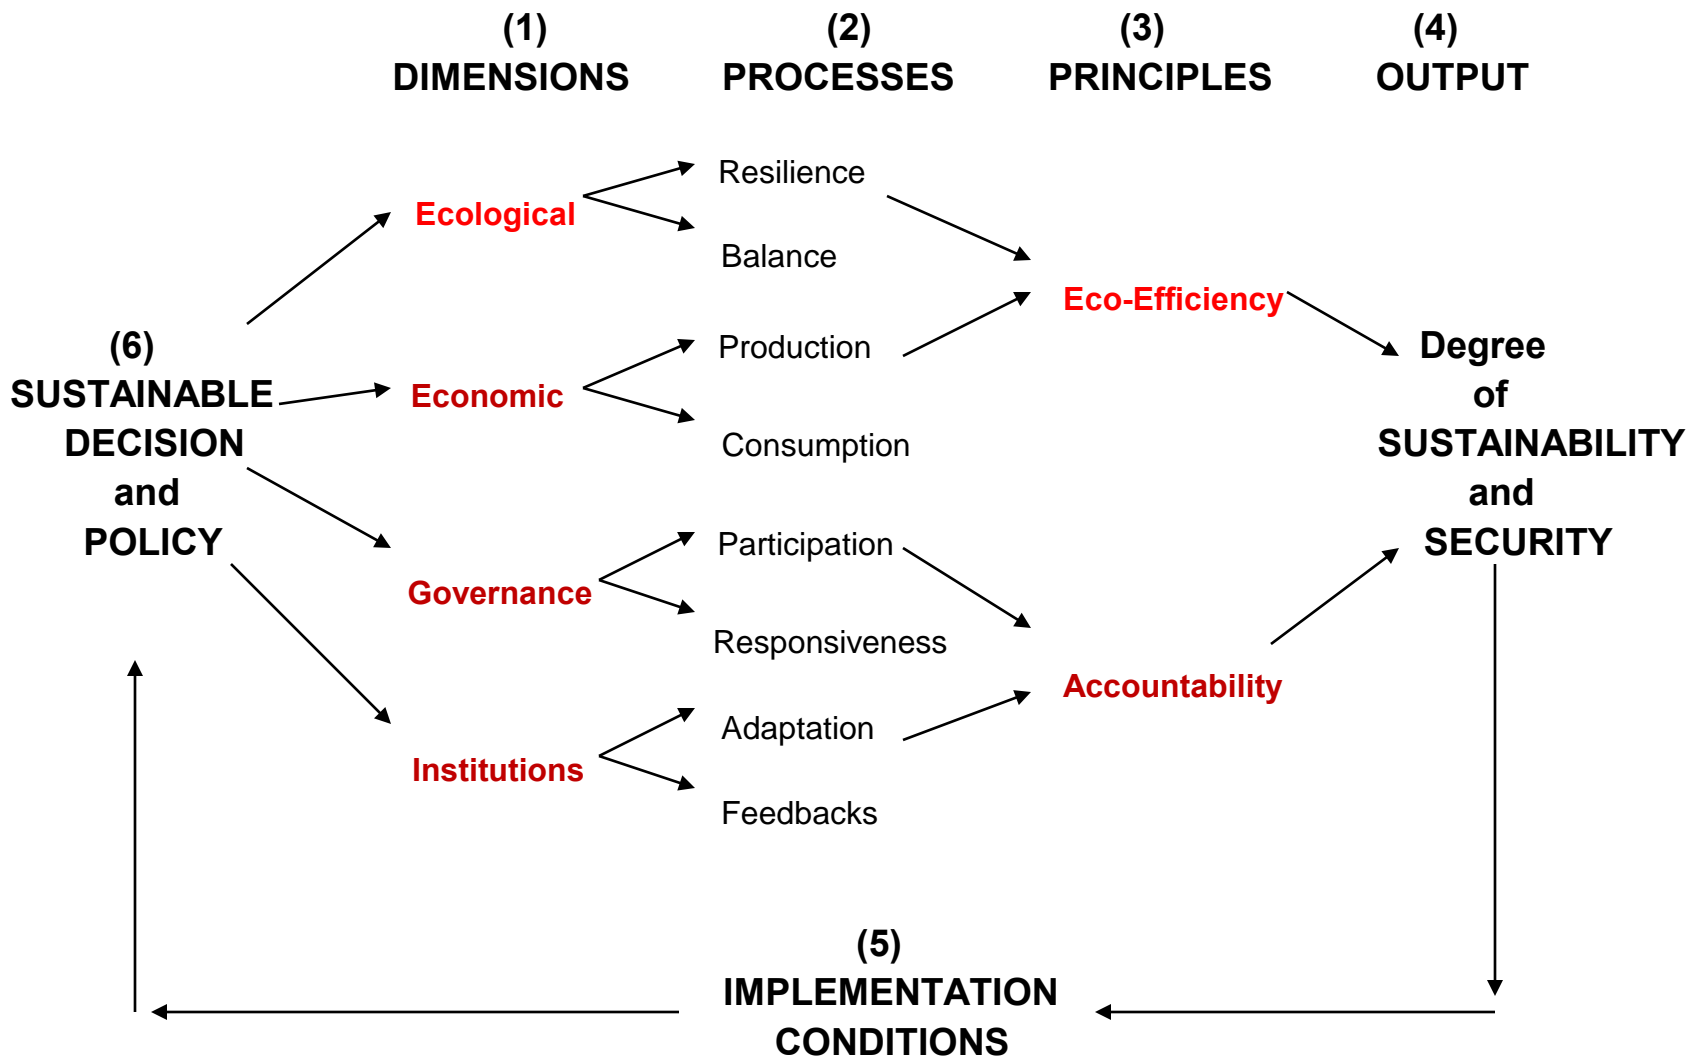 (1)
DIMENSIONS
(2)
PROCESSES
(3)
PRINCIPLES
(4)
OUTPUT
Ecological
Economic
Governance
Institutions
Resilience
Balance
Production
Consumption
Participation
Responsiveness
Adaptation
Feedbacks
Eco-Efficiency
Accountability
Degree
of
SUSTAINABILITY
and
SECURITY
(5)
IMPLEMENTATION
CONDITIONS
(6)
SUSTAINABLE
DECISION
and
POLICY